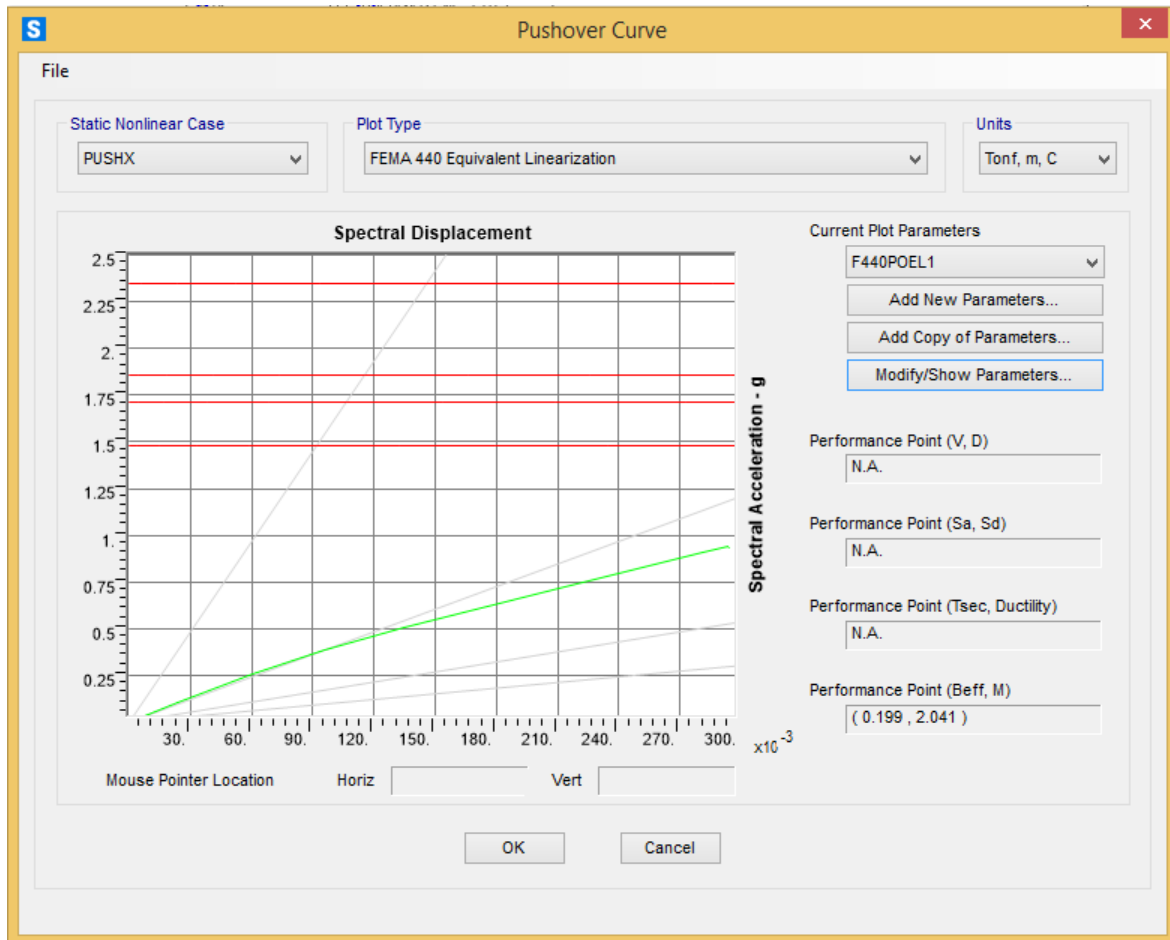 S
Pushover Curve
File
Static Nonlinear Case
PUSHX
Plot Type
FEMA 440 Equivalent Linearization
Units
Tonf, m, C
Spectral Displacement
2.5
2.25
2.
1.75
1.5
1.25
1.
0.75
0.5
0.25
30. 60. 90. 120. 150. 180. 210. 240. 270. 300. x10 -3
Spectral Acceleration - g
Mouse Pointer Location Horiz Vert
Current Plot Parameters
F440POEL1
Add New Parameters...
Add Copy of Parameters...
Modify/Show Parameters...
Performance Point (V, D)
N.A.
Performance Point (Sa, Sd)
N.A.
Performance Point (Tsec, Ductility)
N.A.
Performance Point (Beff, M)
( 0.199 , 2.041 )
OK
Cancel